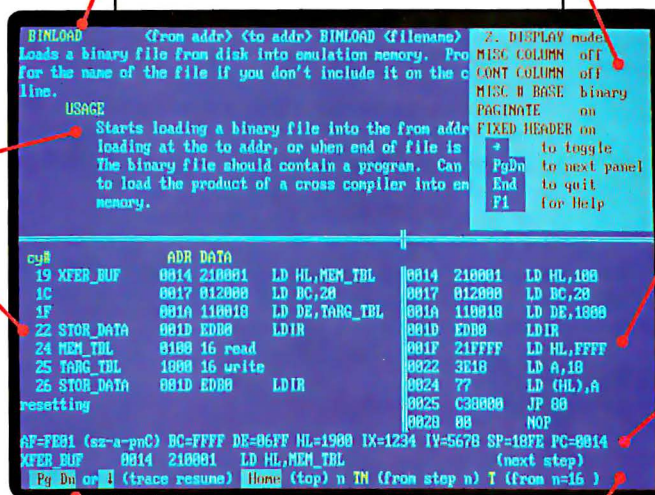 BINLOAD <from addr> <to addr> BINLOAD <filename>
Loads a binary file from disk into emulation memory. Pro
for the name of the file if you don't include it on the c
line.
USAGE
Starts loading a binary file into the from addr
loading at the to addr, or when end of file is
The binary file should contain a program. Can
to load the product of a cross compiler into em
memory.
2. DISPLAY mode
MISC COLUMN off
CONT COLUMN off
MISC # BASE binary
PAGINATE on
FIXED HEADER on
to toggle
PgDn to next panel
End to quit
F1 for Help
cy# ADR DATA
19 XFER_BUF 0014 210001 LD HL,MEM_TBL
1C 0017 012000 LD BC,20
1F 001A 110018 LD DE,TARG_TBL
22 STOR_DATA 001D EDB0 LDIR
24 MEM_TBL 0100 16 read
25 TARG_TBL 1800 16 write
26 STOR_DATA 001D EDB0 LDIR
resetting
0014 210001 LD HL,100
0017 012000 LD BC,20
001A 110018 LD DE,1800
001D EDB0 LDIR
001F 21FFFF LD HL,FFFF
0022 3E18 LD A,18
0024 77 LD (HL),A
0025 C38000 JP 80
0028 00 NOP
AF=FE01 (sz-a-pnC) BC=FFFF DE=06FF HL=1900 IX=1234 IY=5678 SP=18FE PC=0014
XFER_BUF 0014 210001 LD HL,MEM_TBL (next step)
Pg Dn or ↓ (trace resume) Home (top) n TN (from step n) T (from n=16 )